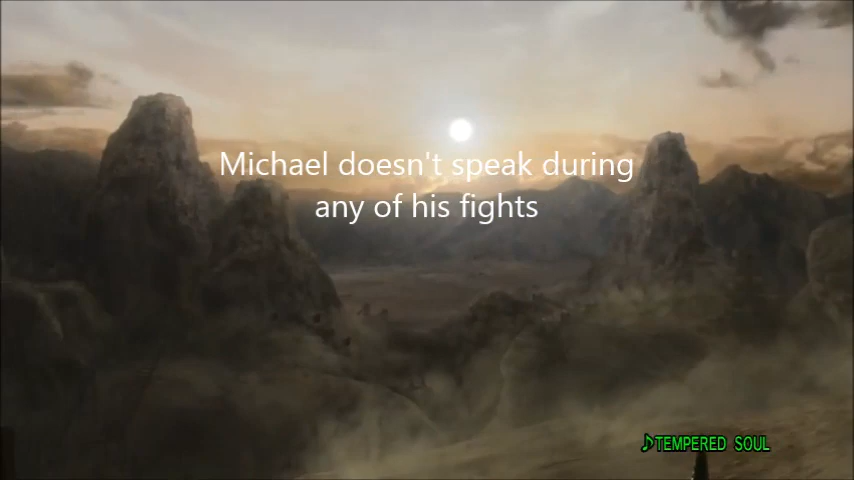 Michael doesn't speak during
any of his fights
♪TEMPERED SOUL